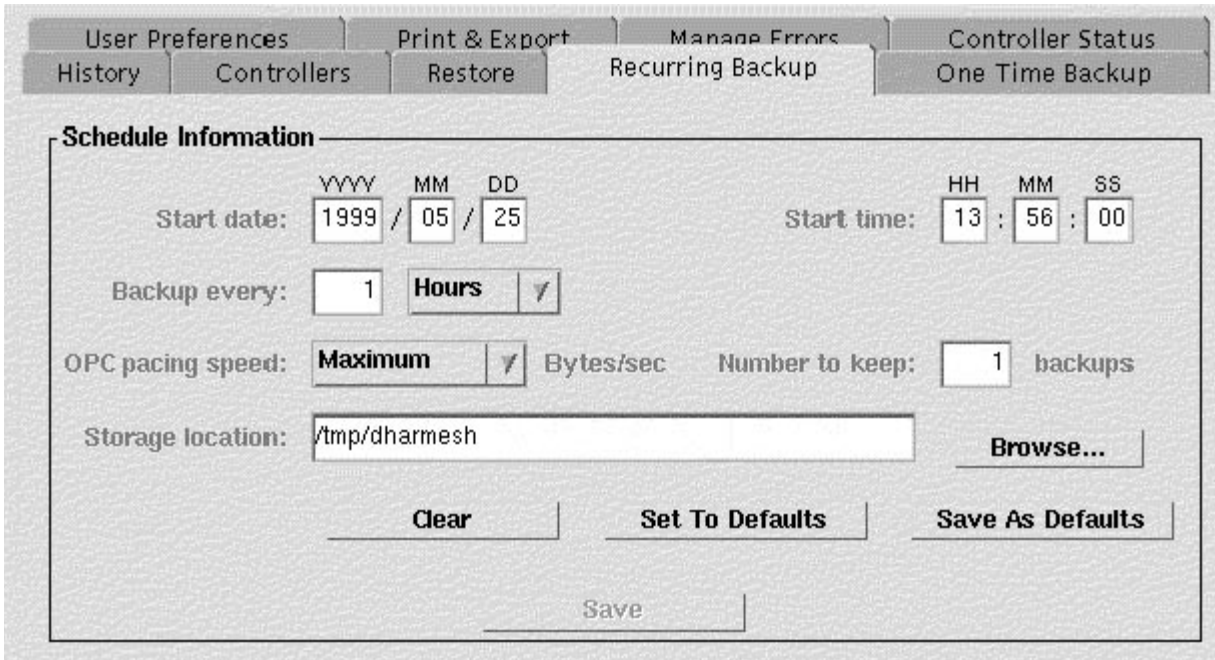 User Preferences Print & Export Manage Errors Controller Status
History Controllers Restore Recurring Backup One Time Backup
Schedule Information
YYYY MM DD HH MM SS
Start date: 1999 / 05 / 25 Start time: 13 : 56 : 00
Backup every: 1 Hours
OPC pacing speed: Maximum Bytes/sec Number to keep: 1 backups
Storage location: /tmp/dharmesh Browse...
Clear Set To Defaults Save As Defaults
Save